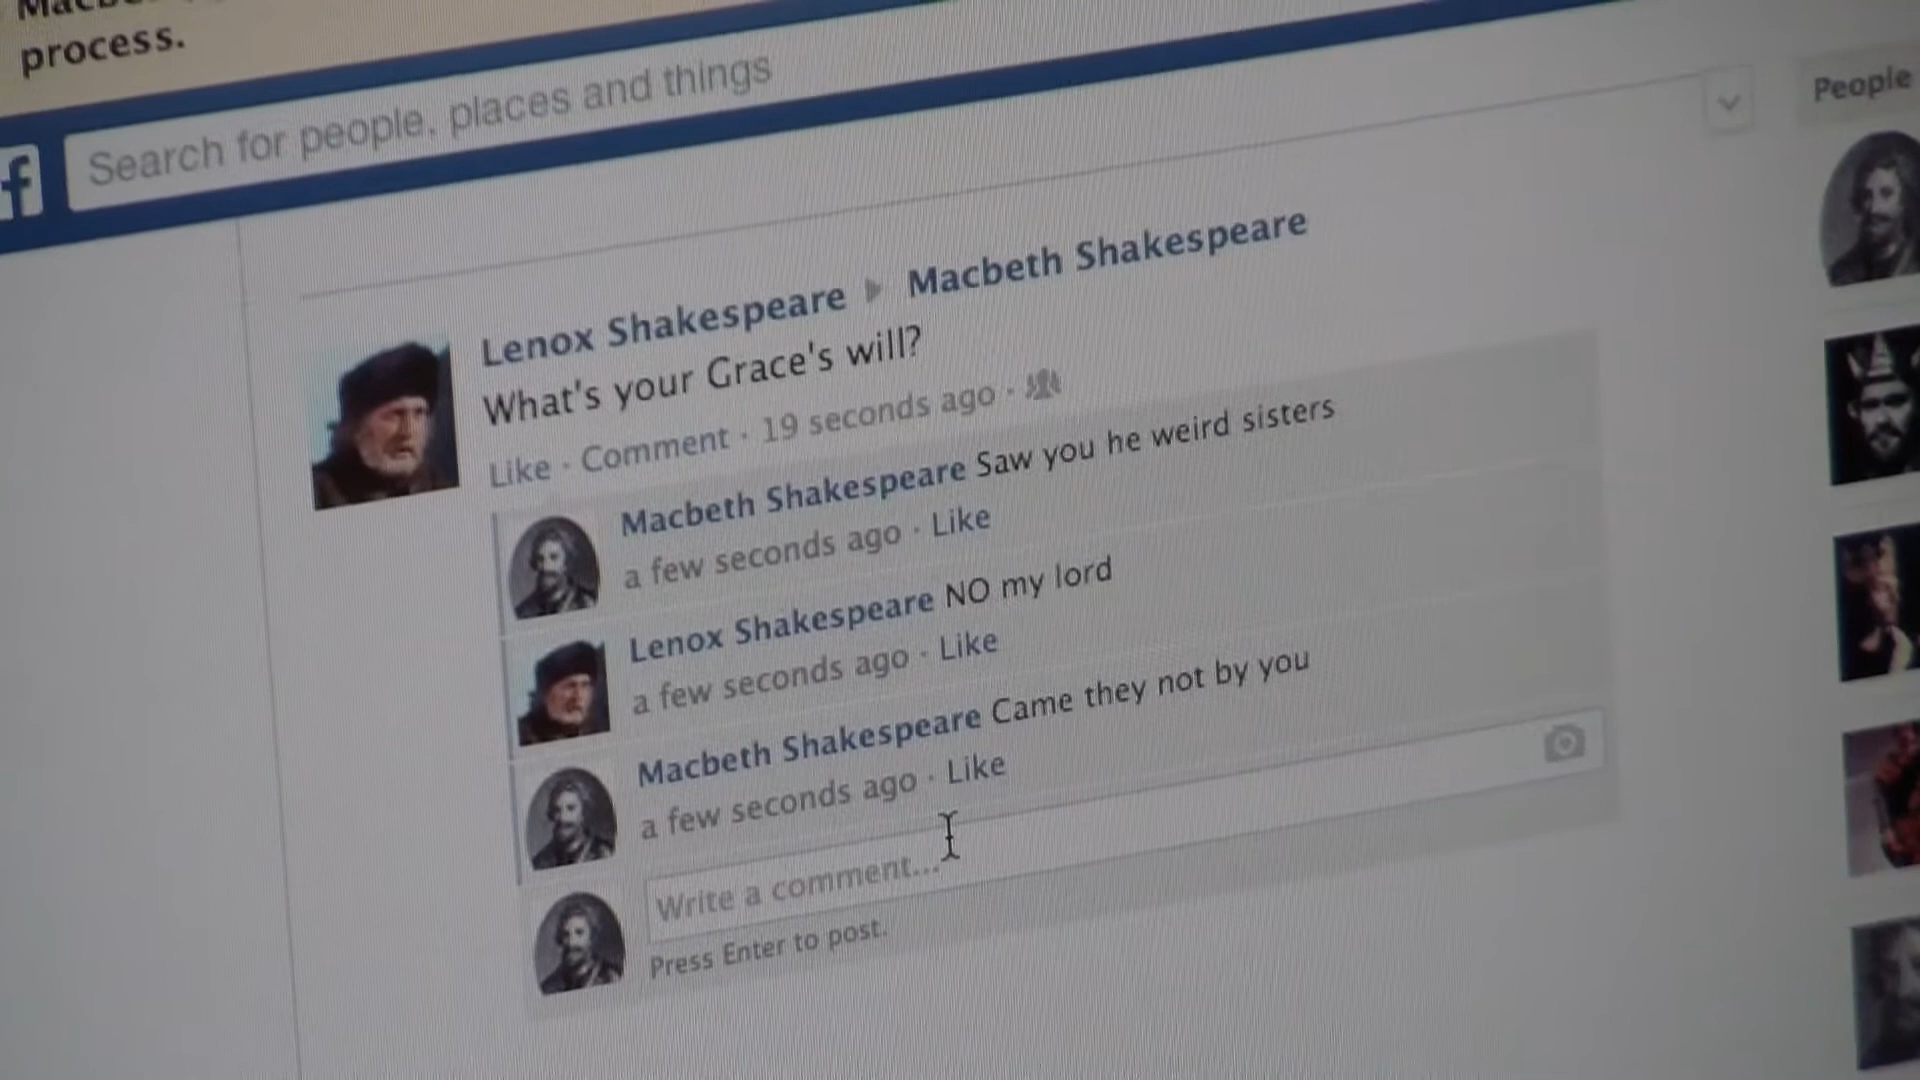 process.
f
Search for people, places and things
People
Lenox Shakespeare Macbeth Shakespeare
What's your Grace's will?
Like · Comment · 19 seconds ago ·
Macbeth Shakespeare Saw you he weird sisters
a few seconds ago · Like
Lenox Shakespeare NO my lord
a few seconds ago · Like
Macbeth Shakespeare Came they not by you
a few seconds ago · Like
Write a comment...
Press Enter to post.